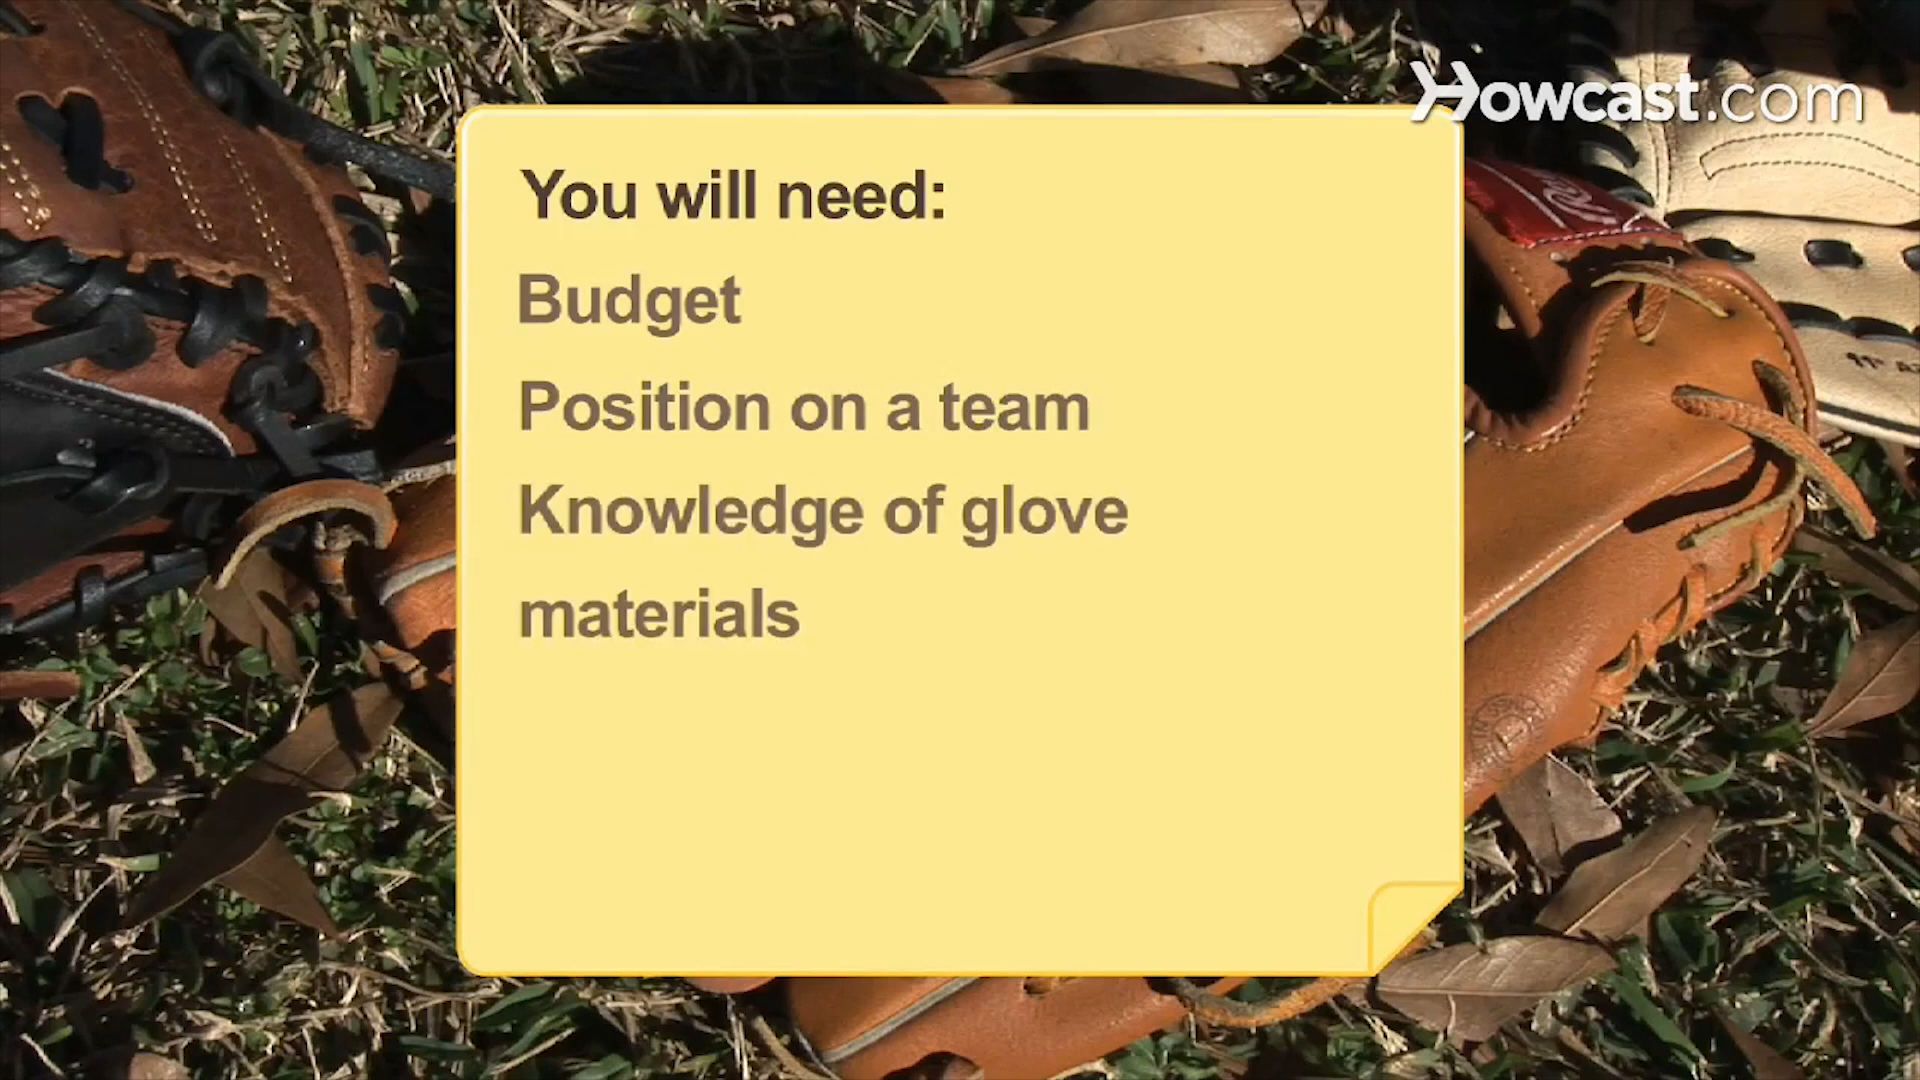 Howcast.com
You will need:
Budget
Position on a team
Knowledge of glove
materials